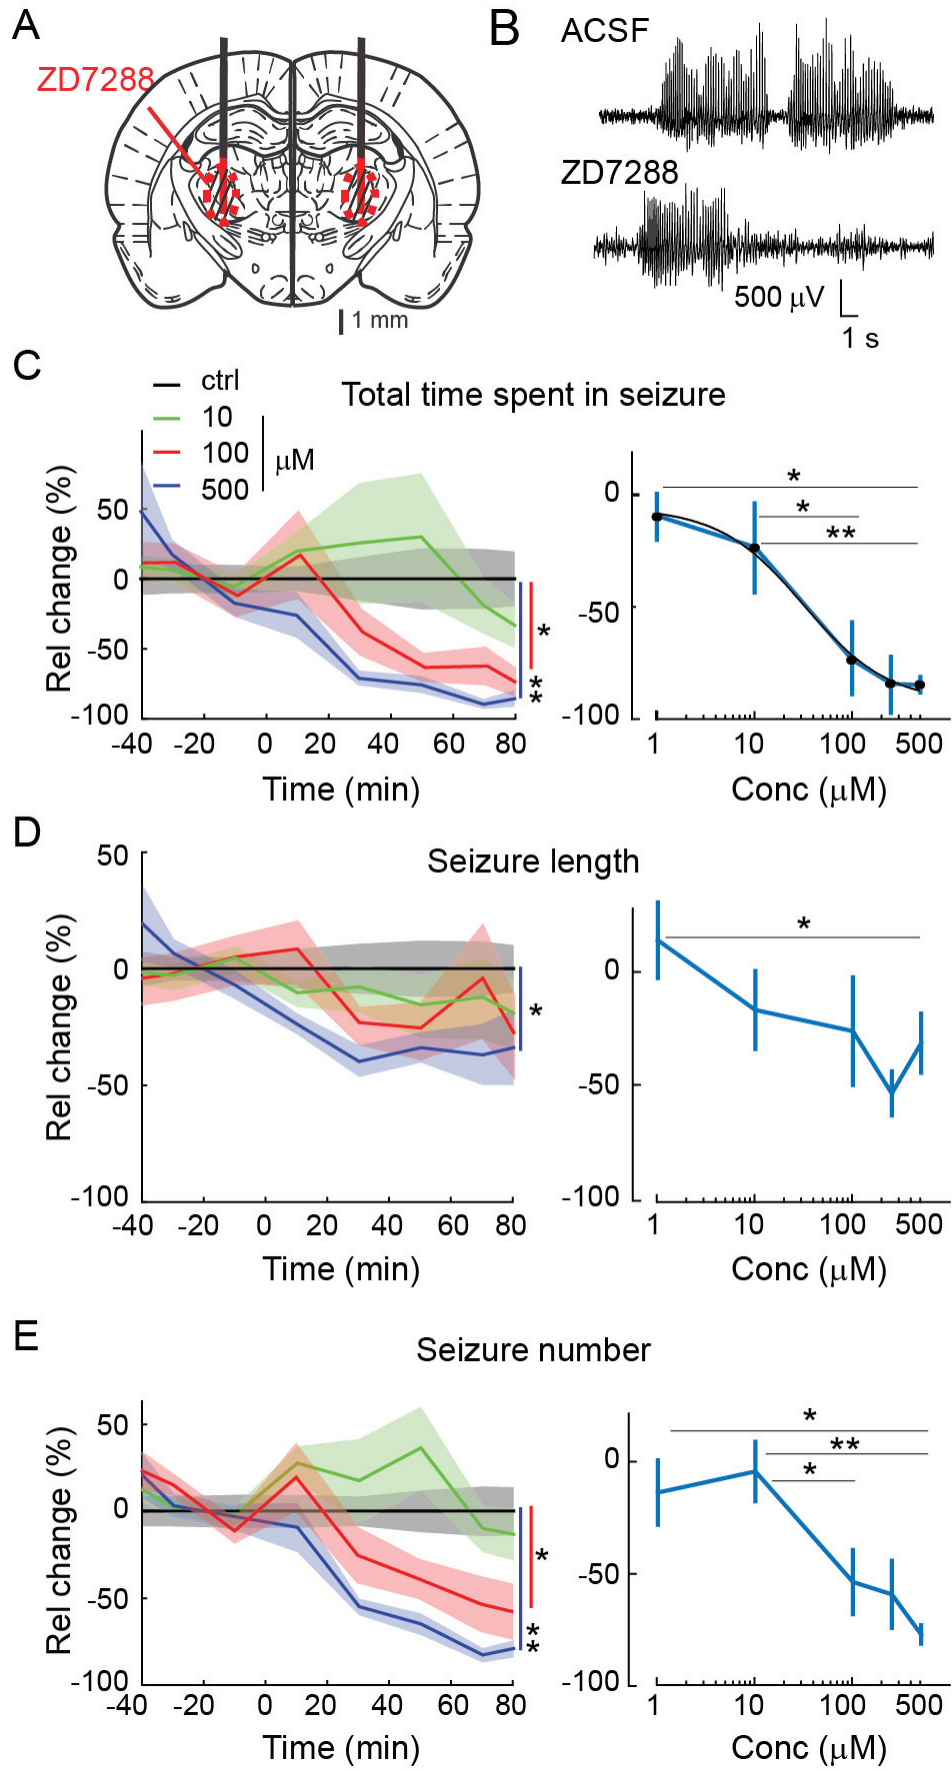 A
ZD7288
1 mm
B
ACSF
ZD7288
500 μV
1 s
C
Total time spent in seizure
ctrl
10
100
500
μM
50
0
-50
-100
Rel change (%)
*
*
*
-40 -20 0 20 40 60 80
Time (min)
0
-50
-100
*
*
**
1 10 100 500
Conc (μM)
D
Seizure length
50
0
-50
-100
Rel change (%)
*
-40 -20 0 20 40 60 80
Time (min)
*
0
-50
-100
1 10 100 500
Conc (μM)
E
Seizure number
50
0
-50
-100
Rel change (%)
*
*
*
-40 -20 0 20 40 60 80
Time (min)
*
**
*
0
-50
-100
1 10 100 500
Conc (μM)